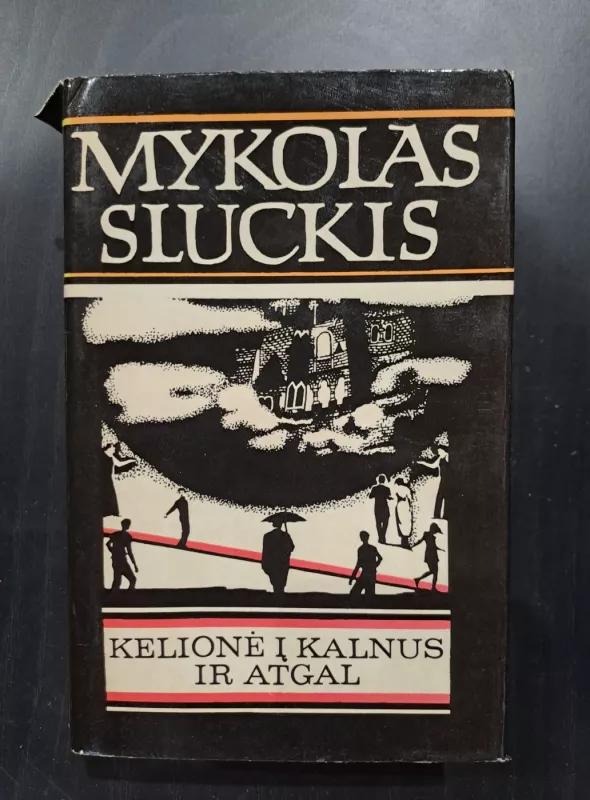 MYKOLAS
SLUCKIS
KELIONĖ Į KALNUS
IR ATGAL